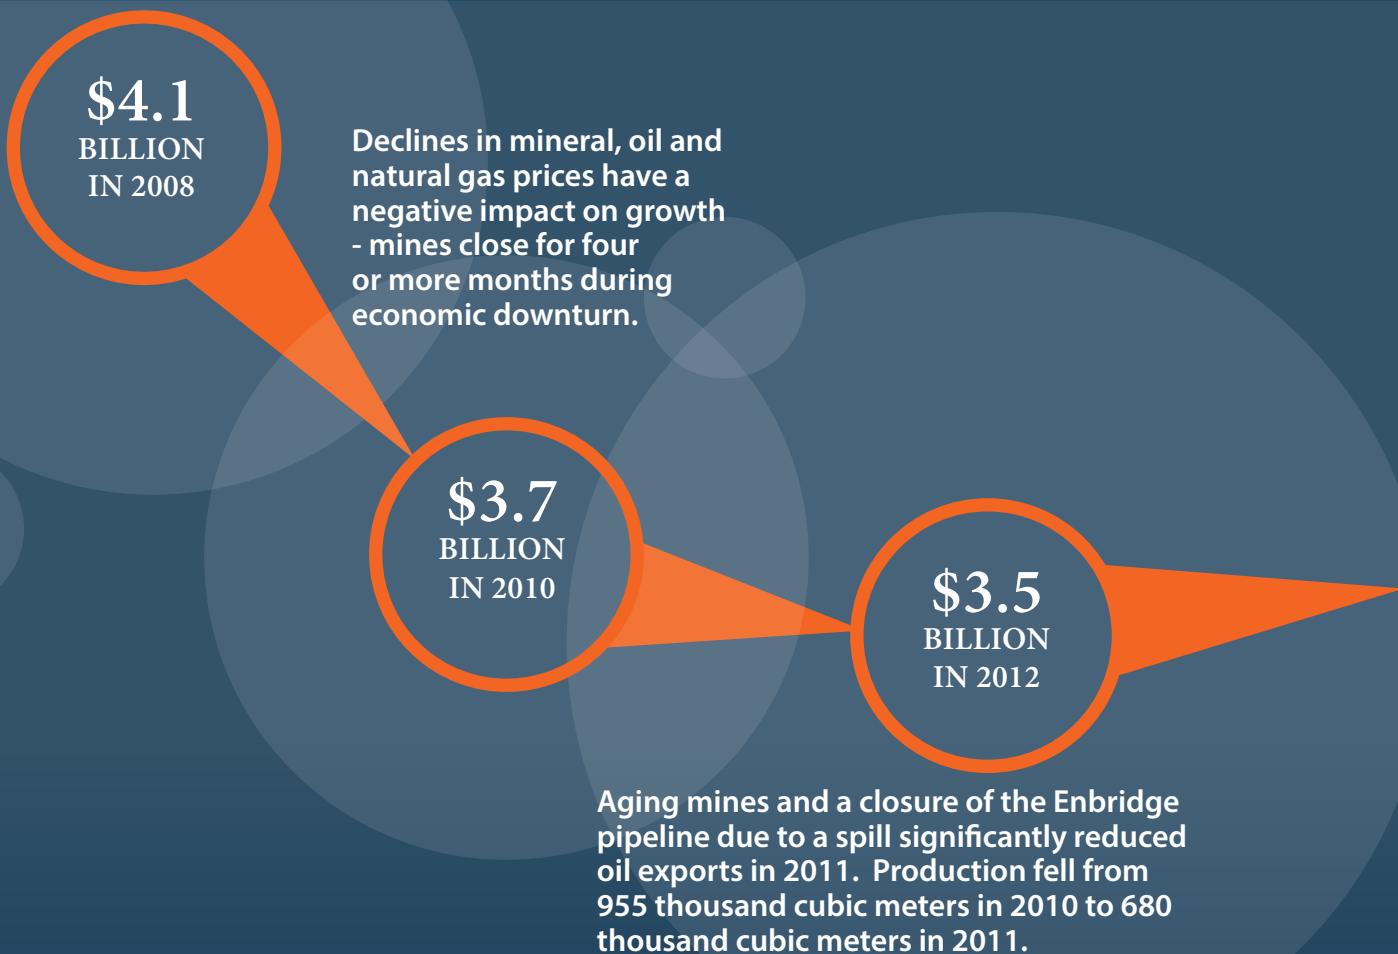 $4.1
BILLION
IN 2008
Declines in mineral, oil and
natural gas prices have a
negative impact on growth
- mines close for four
or more months during
economic downturn.
$3.7
BILLION
IN 2010
$3.5
BILLION
IN 2012
Aging mines and a closure of the Enbridge
pipeline due to a spill significantly reduced
oil exports in 2011.  Production fell from
955 thousand cubic meters in 2010 to 680
thousand cubic meters in 2011.